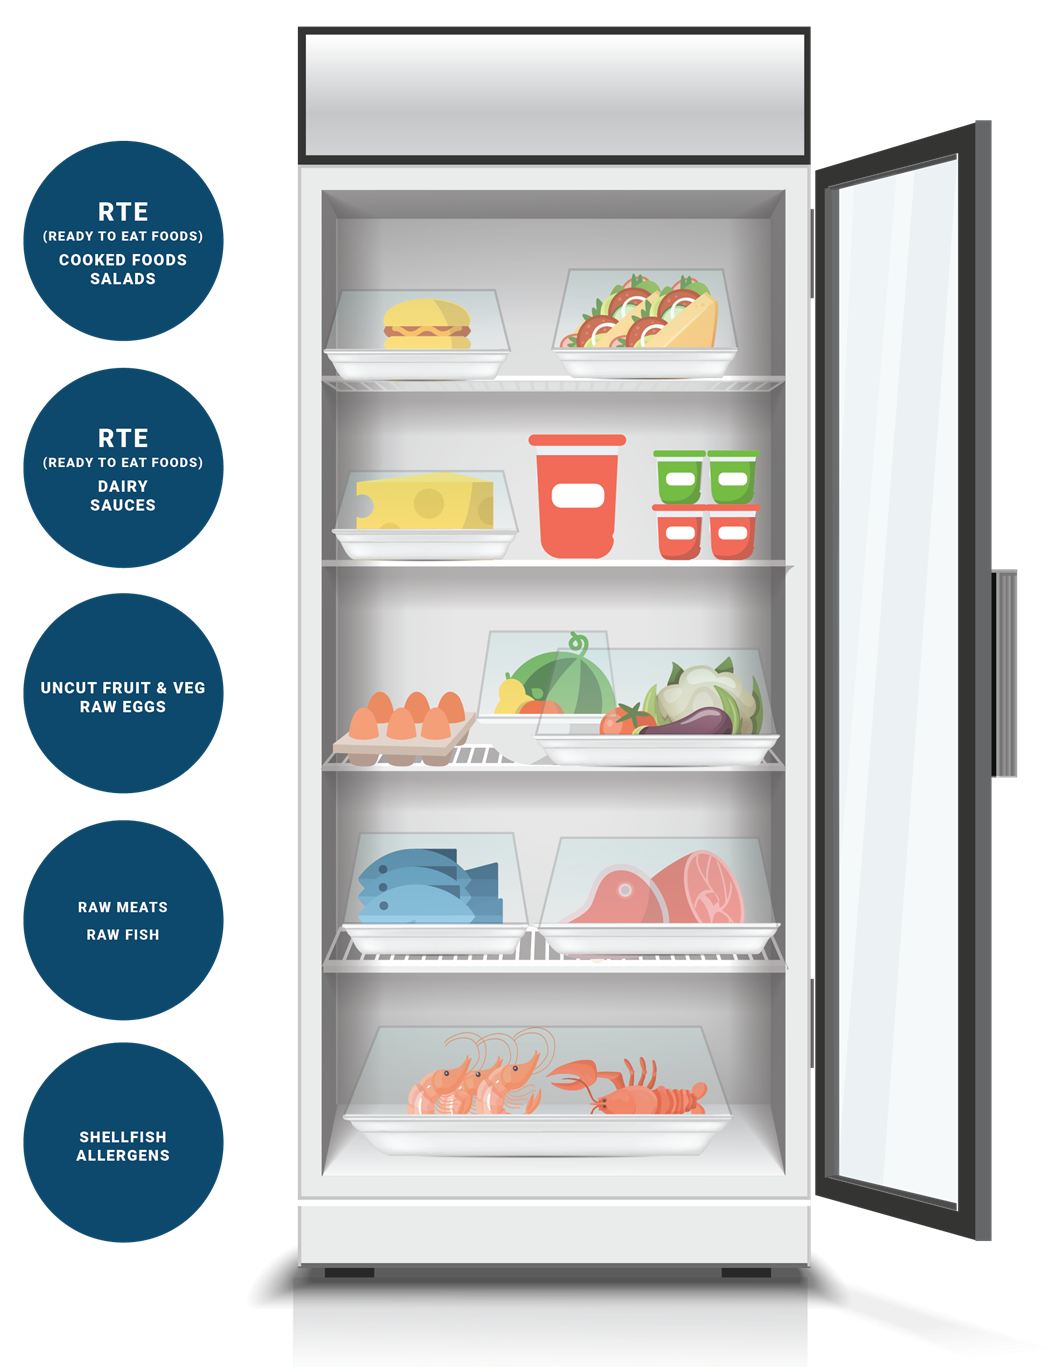 RTE
(READY TO EAT FOODS)
COOKED FOODS
SALADS
RTE
(READY TO EAT FOODS)
DAIRY
SAUCES
UNCUT FRUIT & VEG
RAW EGGS
RAW MEATS
RAW FISH
SHELLFISH
ALLERGENS